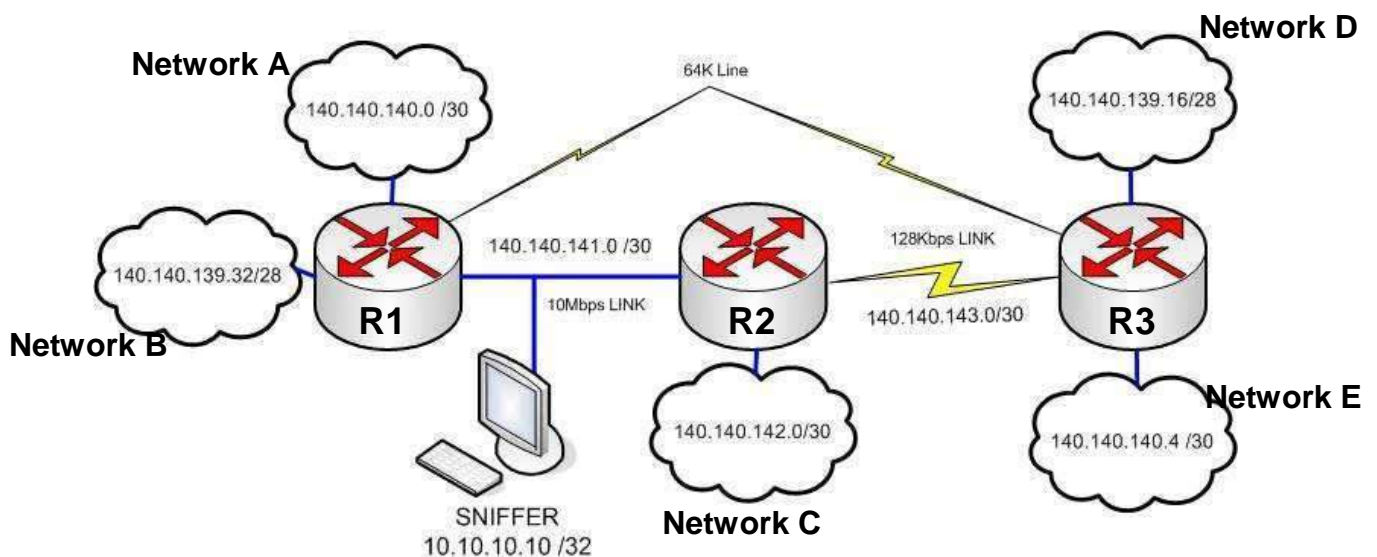 Network D
Network A
64K Line
140.140.140.0 /30
140.140.139.16/28
140.140.141.0 /30
128Kbps LINK
140.140.139.32/28
10Mbps LINK
R1
R2
140.140.143.0/30
R3
Network B
Network E
140.140.142.0/30
140.140.140.4 /30
SNIFFER
10.10.10.10 /32
Network C